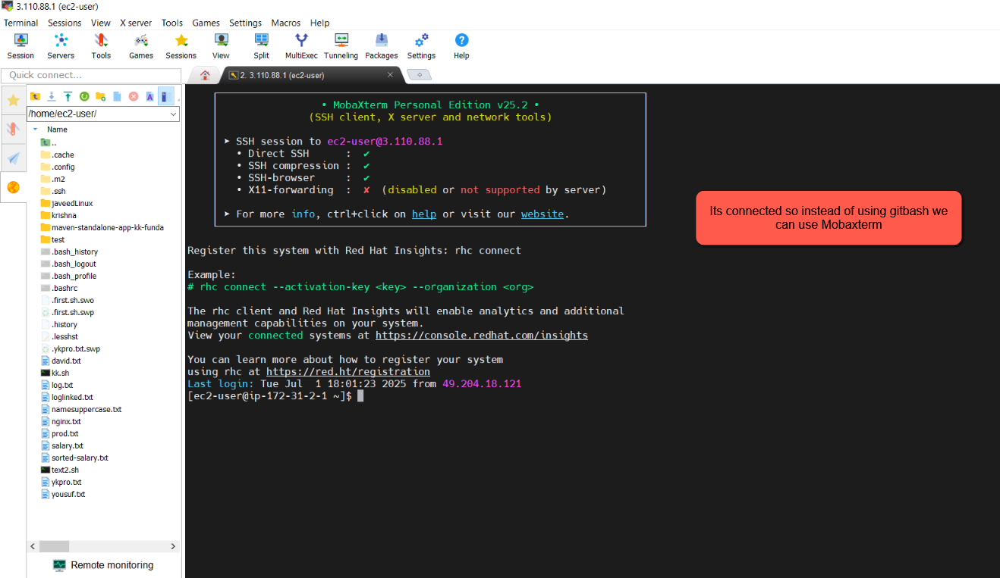 3.110.88.1 (ec2-user)
Terminal Sessions View X server Tools Games Settings Macros Help
Session Servers Tools Games Sessions View Split MultiExec Tunneling Packages Settings Help
Quick connect...
2. 3.110.88.1 (ec2-user)
/home/ec2-user/
Name
..
.cache
.config
.m2
.ssh
javeedLinux
krishna
maven-standalone-app-kk-funda
test
.bash_history
.bash_logout
.bash_profile
.bashrc
.first.sh.swo
.first.sh.swp
.history
.lesshst
.ykpro.txt.swp
david.txt
kk.sh
log.txt
loglinked.txt
namesuppercase.txt
nginx.txt
prod.txt
salary.txt
sorted-salary.txt
text2.sh
ykpro.txt
yousuf.txt
Remote monitoring
• MobaXterm Personal Edition v25.2 •
(SSH client, X server and network tools)
➤ SSH session to ec2-user@3.110.88.1
• Direct SSH : ✔
• SSH compression : ✔
• SSH-browser : ✔
• X11-forwarding : ✘ (disabled or not supported by server)
➤ For more info, ctrl+click on help or visit our website.
Register this system with Red Hat Insights: rhc connect
Example:
# rhc connect --activation-key <key> --organization <org>
The rhc client and Red Hat Insights will enable analytics and additional
management capabilities on your system.
View your connected systems at https://console.redhat.com/insights
You can learn more about how to register your system
using rhc at https://red.ht/registration
Last login: Tue Jul  1 18:01:23 2025 from 49.204.18.121
[ec2-user@ip-172-31-2-1 ~]$
Its connected so instead of using gitbash we
can use Mobaxterm